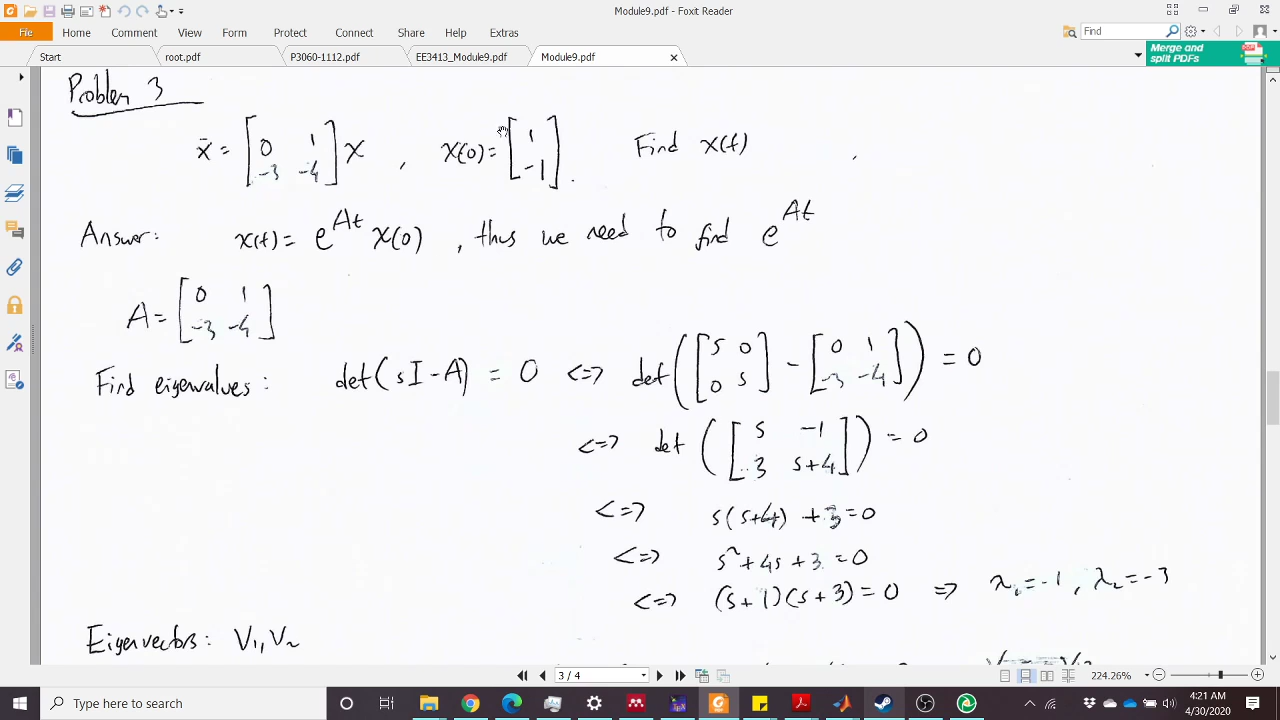 Module9.pdf - Foxit Reader
File Home Comment View Form Protect Connect Share Help Extras
Find
Start root.pdf P3060-1112.pdf EE3413_Module9.pdf Module9.pdf
Merge and split PDFs
Problem 3
ẋ = [0 1; -3 -4] x , x(0) = [1; -1]. Find x(t)
Answer: x(t) = e^{At} x(0) , thus we need to find e^{At}
A = [0 1; -3 -4]
Find eigenvalues: det(sI-A) = 0 <=> det([s 0; 0 s] - [0 1; -3 -4]) = 0
<=> det([s -1; 3 s+4]) = 0
<=> s(s+4) + 3 = 0
<=> s² + 4s + 3 = 0
<=> (s+1)(s+3) = 0 => λ₁ = -1, λ₂ = -3
Eigenvectors: V₁, V₂
3 / 4
224.26%
Type here to search
4:21 AM
4/30/2020